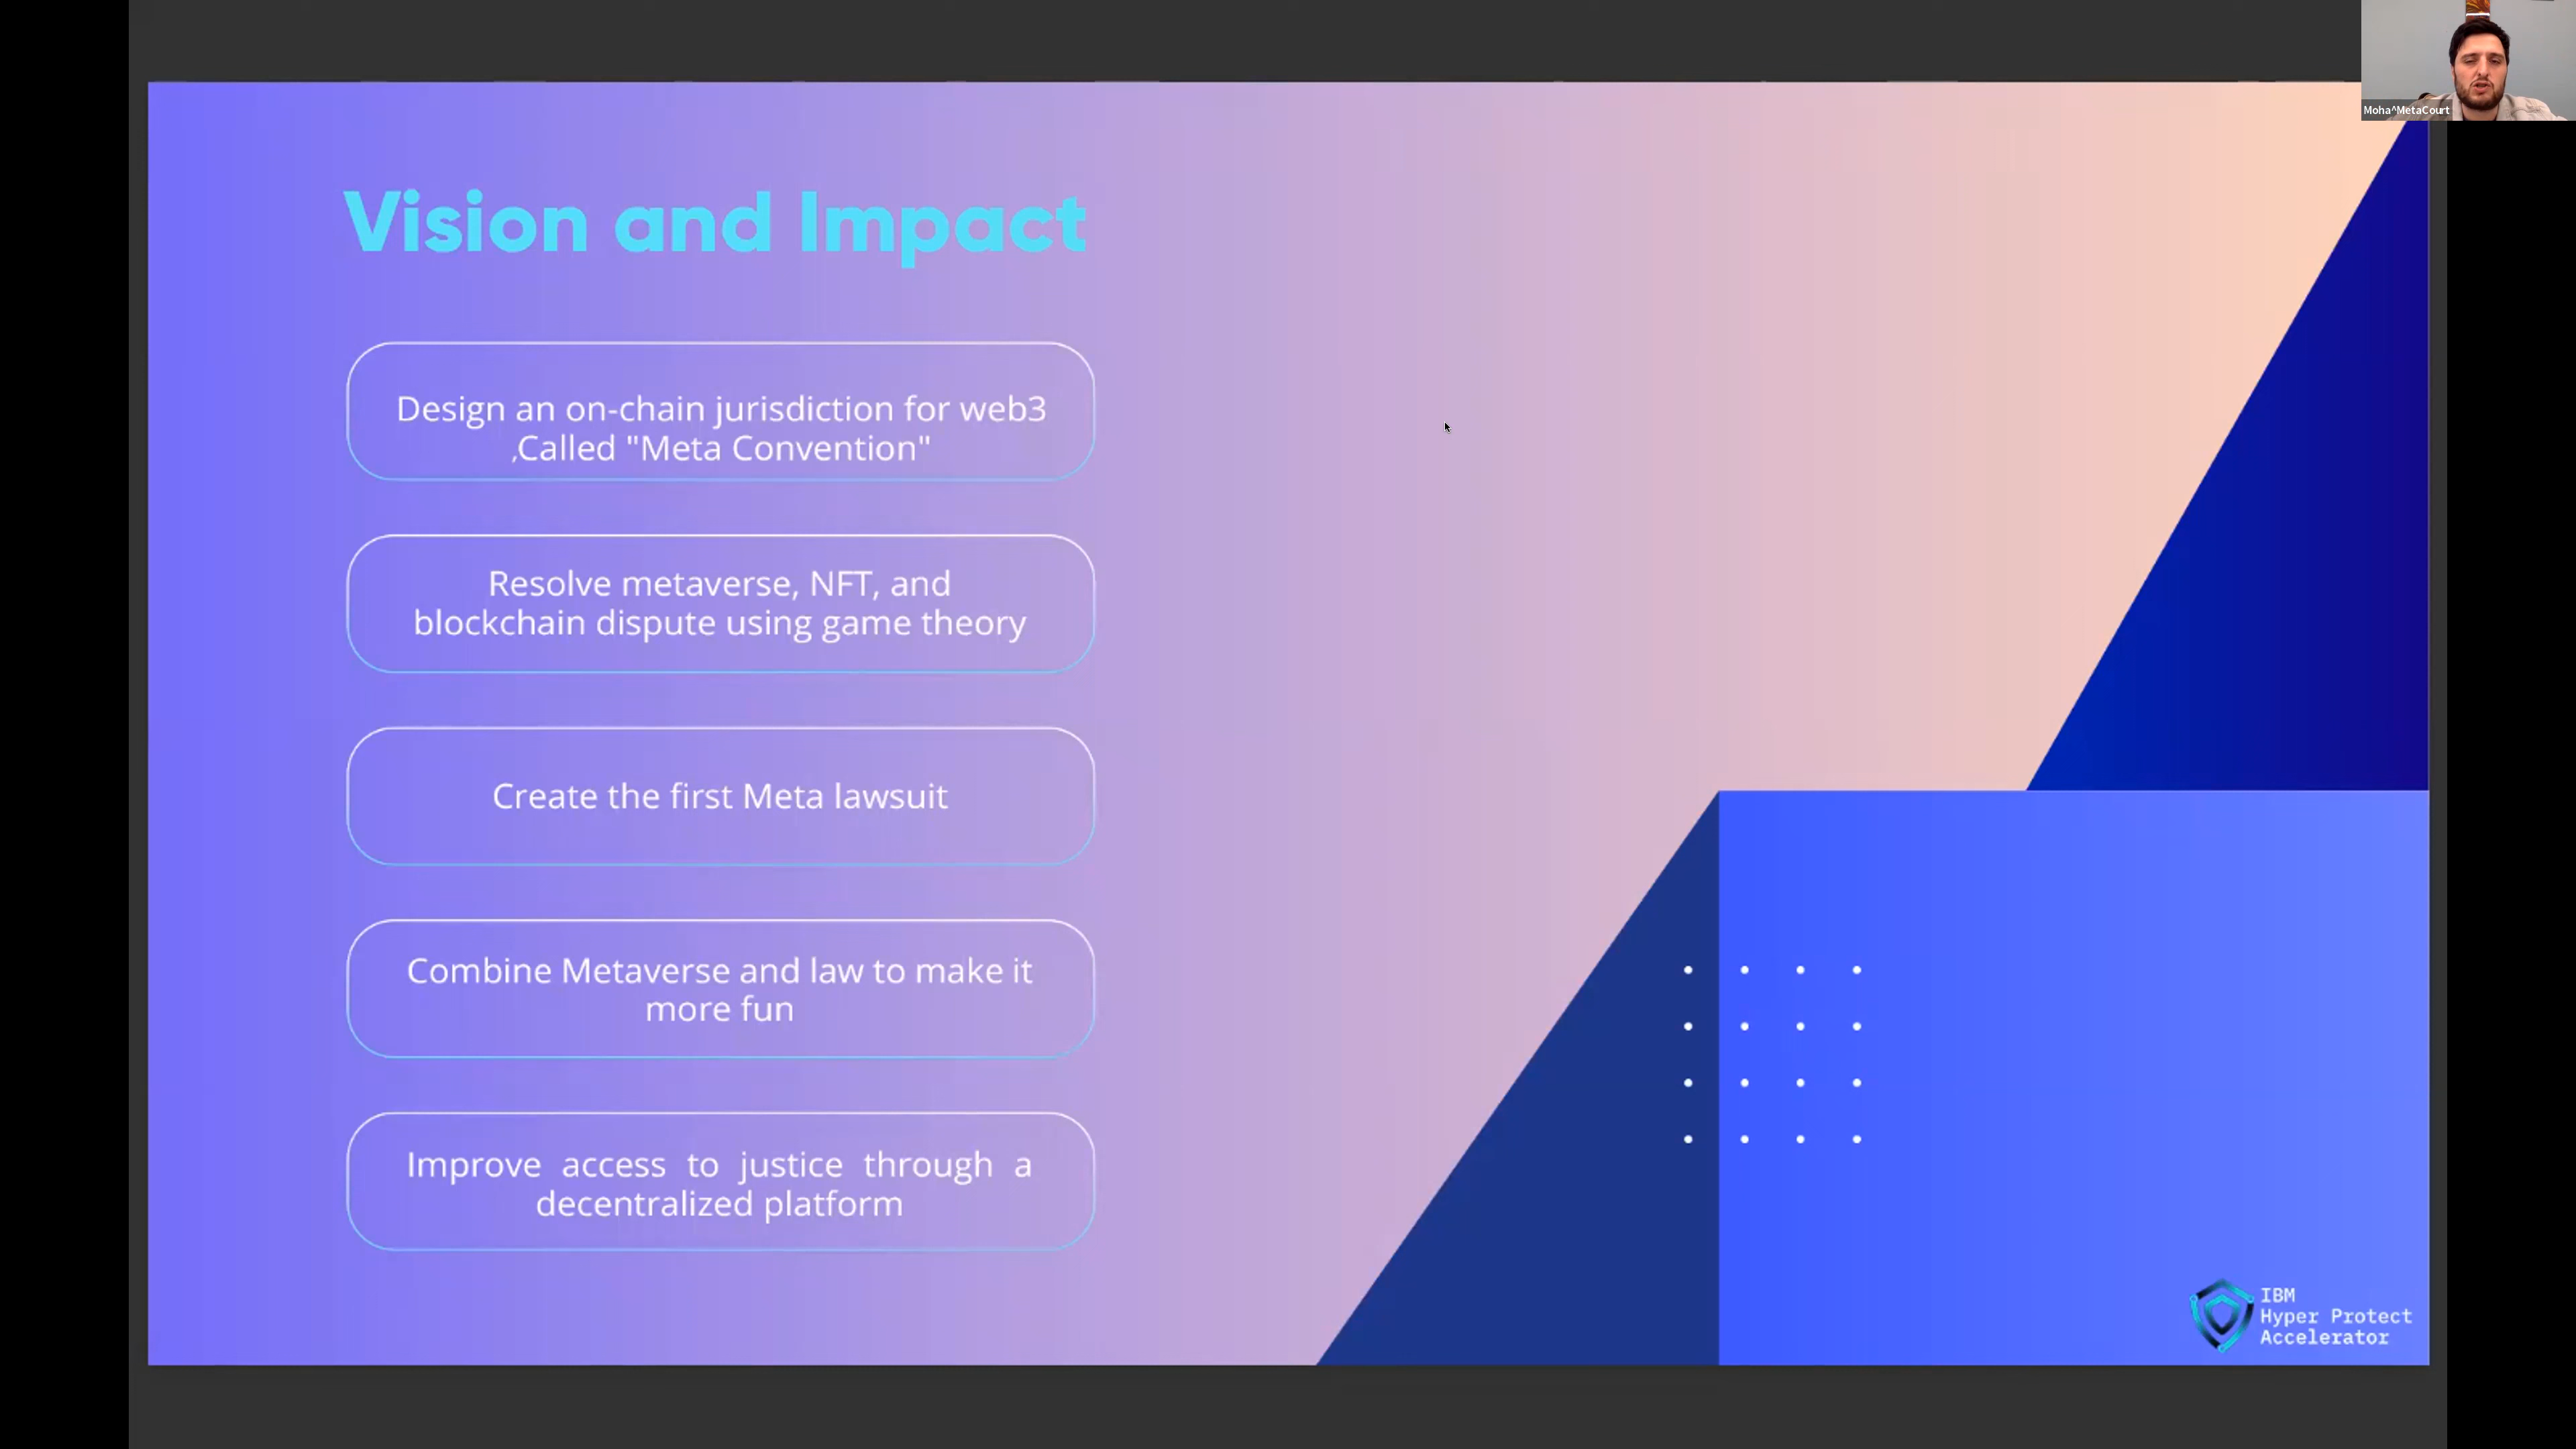 Moha^MetaCourt
Vision and Impact
Design an on-chain jurisdiction for web3
,Called "Meta Convention"
Resolve metaverse, NFT, and
blockchain dispute using game theory
Create the first Meta lawsuit
Combine Metaverse and law to make it
more fun
Improve access to justice through a
decentralized platform
IBM
Hyper Protect
Accelerator